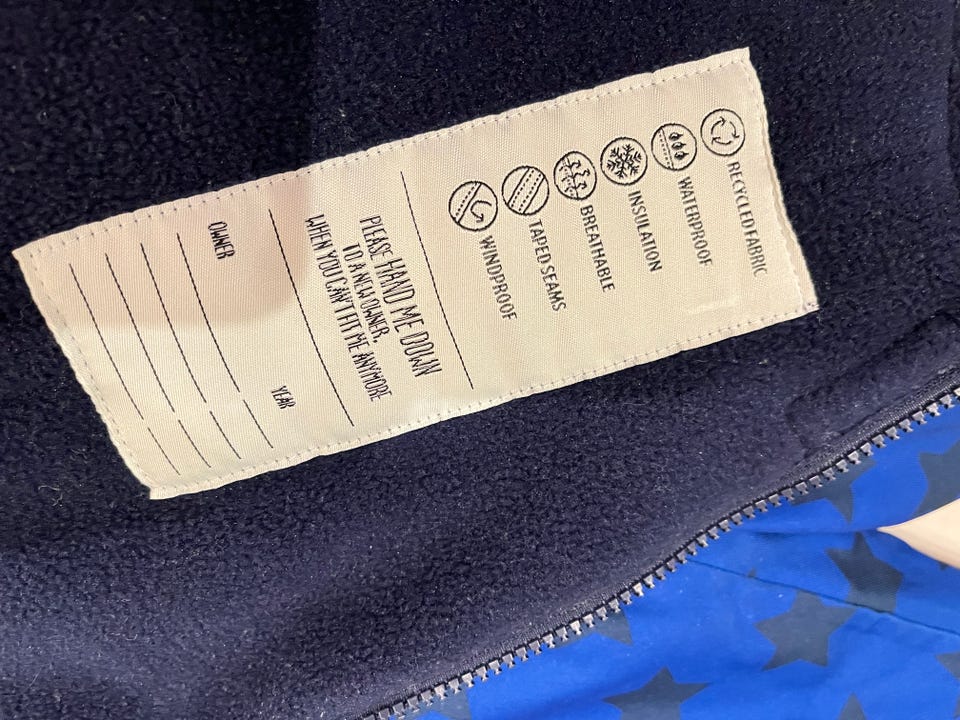 RECYCLED FABRIC
WATERPROOF
INSULATION
BREATHABLE
TAPED SEAMS
WINDPROOF
PLEASE HAND ME DOWN
TO A NEW OWNER,
WHEN YOU CAN'T FIT ME ANYMORE
OWNER YEAR